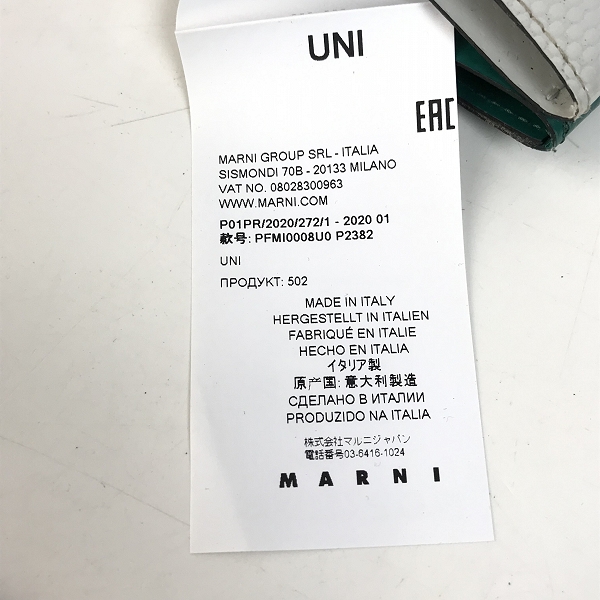 UNI
EAC
MARNI GROUP SRL - ITALIA
SISMONDI 70B - 20133 MILANO
VAT NO. 08028300963
WWW.MARNI.COM
P01PR/2020/272/1 - 2020 01
款号: PFMI0008U0 P2382
UNI
ПРОДУКТ: 502
MADE IN ITALY
HERGESTELLT IN ITALIEN
FABRIQUÉ EN ITALIE
HECHO EN ITALIA
イタリア製
原产国: 意大利製造
СДЕЛАНО В ИТАЛИИ
PRODUZIDO NA ITALIA
株式会社マルニジャパン
電話番号03-6416-1024
MARNI